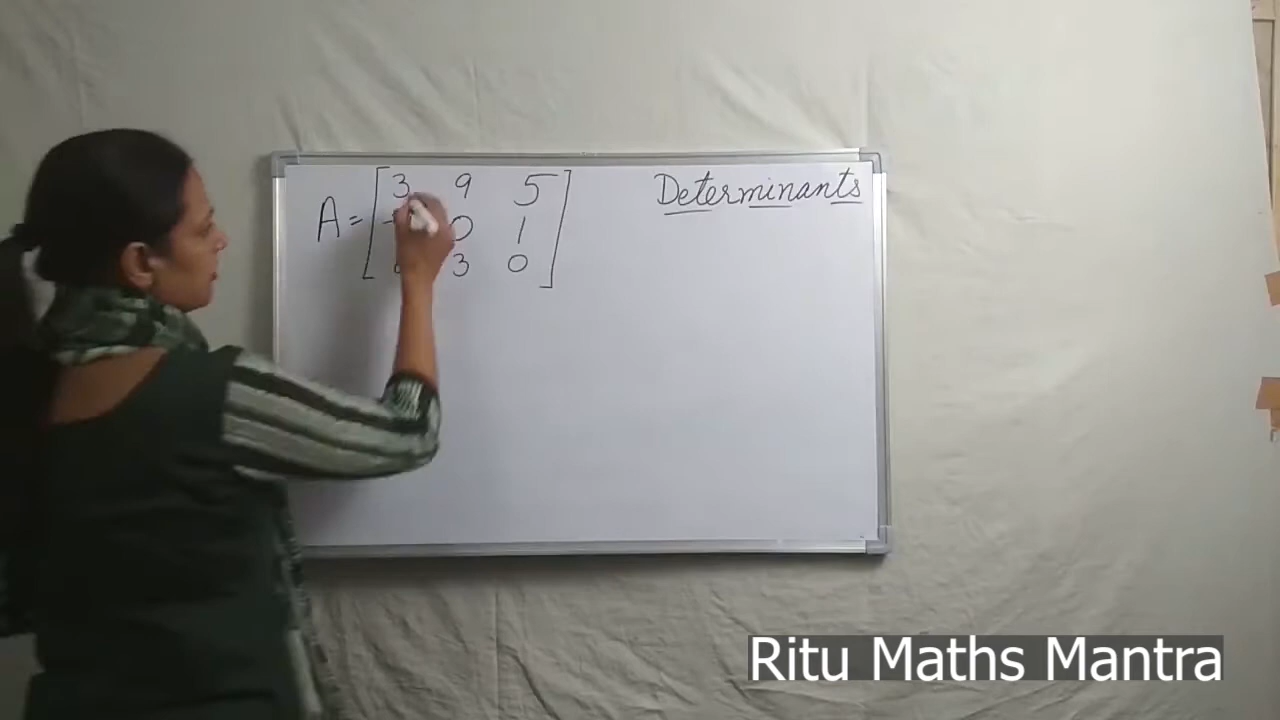 A = [ 3 9 5 ]
0 1
3 0
Determinants
Ritu Maths Mantra